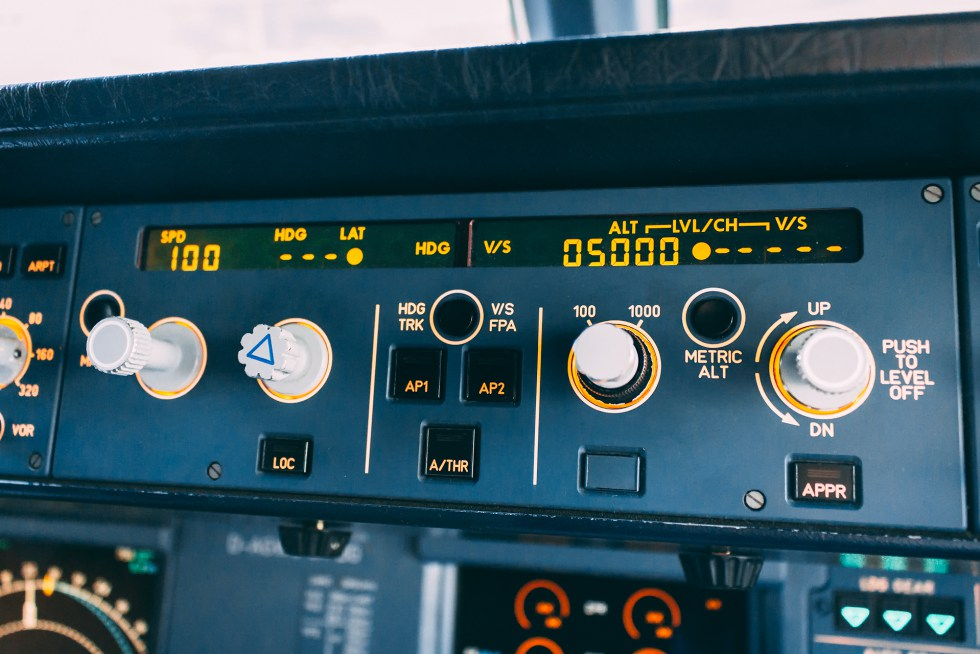 SPD HDG LAT
100 - - - ● HDG
ALT LVL/CH V/S
V/S 05000 ● - - - - -
ARPT
40
80
160
320
VOR
LOC
HDG V/S
TRK FPA
AP1 AP2
A/THR
100 1000
METRIC
ALT
UP
DN
PUSH
TO
LEVEL
OFF
APPR